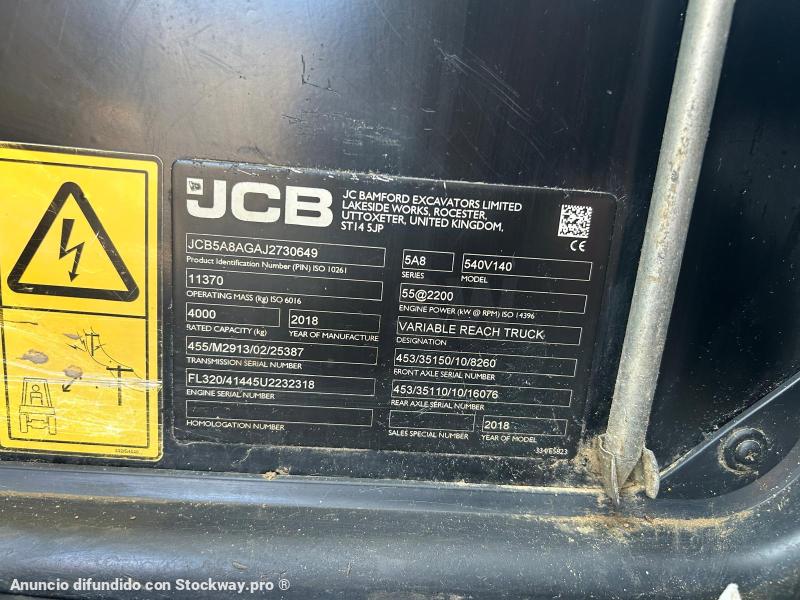 JCB
JC BAMFORD EXCAVATORS LIMITED
LAKESIDE WORKS, ROCESTER,
UTTOXETER, UNITED KINGDOM,
ST14 5JP
CE
JCB5A8AGAJ2730649
Product Identification Number (PIN) ISO 10261
5A8
SERIES
540V140
MODEL
11370
OPERATING MASS (kg) ISO 6016
55@2200
ENGINE POWER (kW @ RPM) ISO 14396
4000
RATED CAPACITY (kg)
2018
YEAR OF MANUFACTURE
VARIABLE REACH TRUCK
DESIGNATION
455/M2913/02/25387
TRANSMISSION SERIAL NUMBER
453/35150/10/8260
FRONT AXLE SERIAL NUMBER
FL320/41445U2232318
ENGINE SERIAL NUMBER
453/35110/10/16076
REAR AXLE SERIAL NUMBER
HOMOLOGATION NUMBER
SALES SPECIAL NUMBER
2018
YEAR OF MODEL
Anuncio difundido con Stockway.pro ®